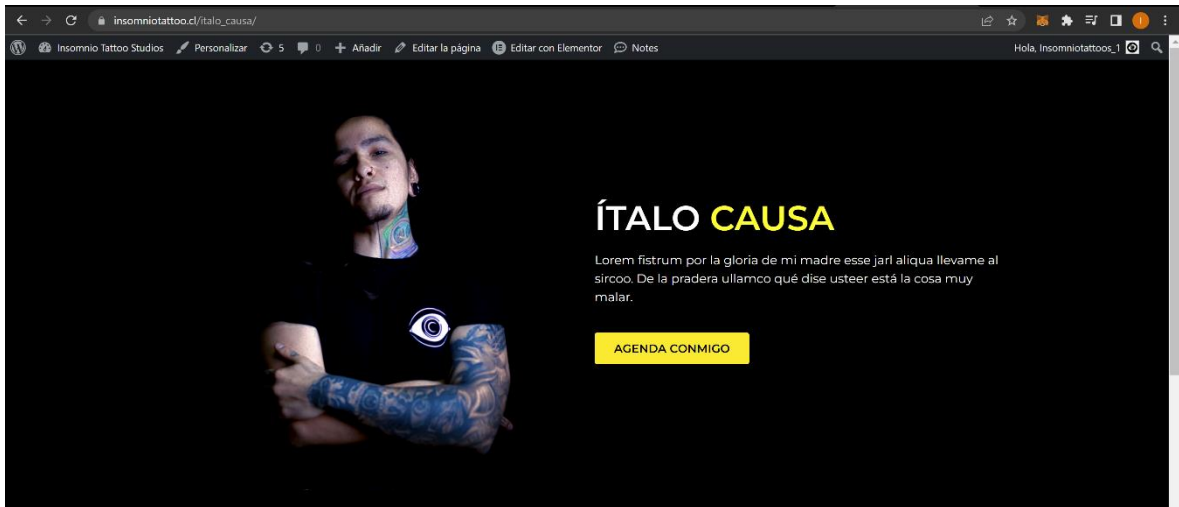 insomniotattoo.cl/italo_causa/
Insomnio Tattoo Studios Personalizar 5 0 Añadir Editar la página Editar con Elementor Notes Hola, Insomniotattoos_1
ÍTALO CAUSA
Lorem fistrum por la gloria de mi madre esse jarl aliqua llevame al
sircoo. De la pradera ullamco qué dise usteer está la cosa muy
malar.
AGENDA CONMIGO